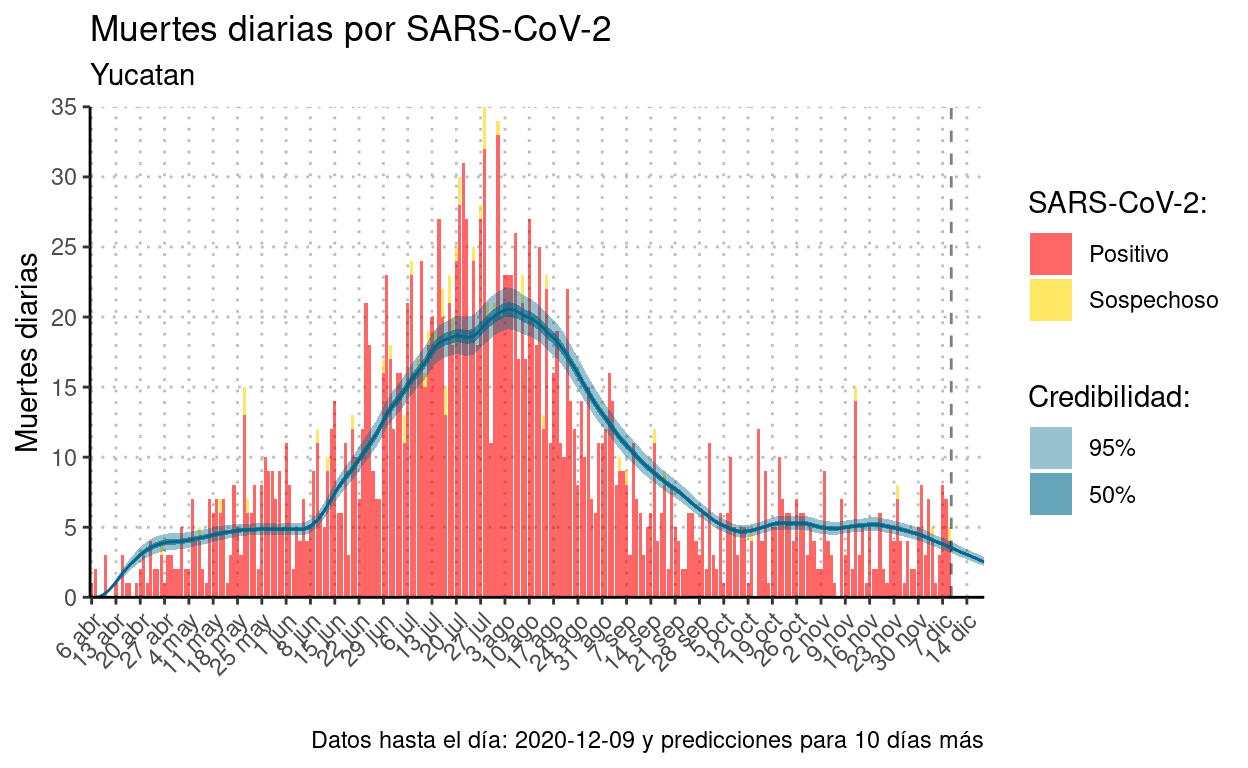 Muertes diarias por SARS-CoV-2
Yucatan
Muertes diarias
35
30
25
20
15
10
5
0
6 abr
13 abr
20 abr
27 abr
4 may
11 may
18 may
25 may
1 jun
8 jun
15 jun
22 jun
29 jun
6 jul
13 jul
20 jul
27 jul
3 ago
10 ago
17 ago
24 ago
31 ago
7 sep
14 sep
21 sep
28 sep
5 oct
12 oct
19 oct
26 oct
2 nov
9 nov
16 nov
23 nov
30 nov
7 dic
14 dic
SARS-CoV-2:
Positivo
Sospechoso
Credibilidad:
95%
50%
Datos hasta el día: 2020-12-09 y predicciones para 10 días más